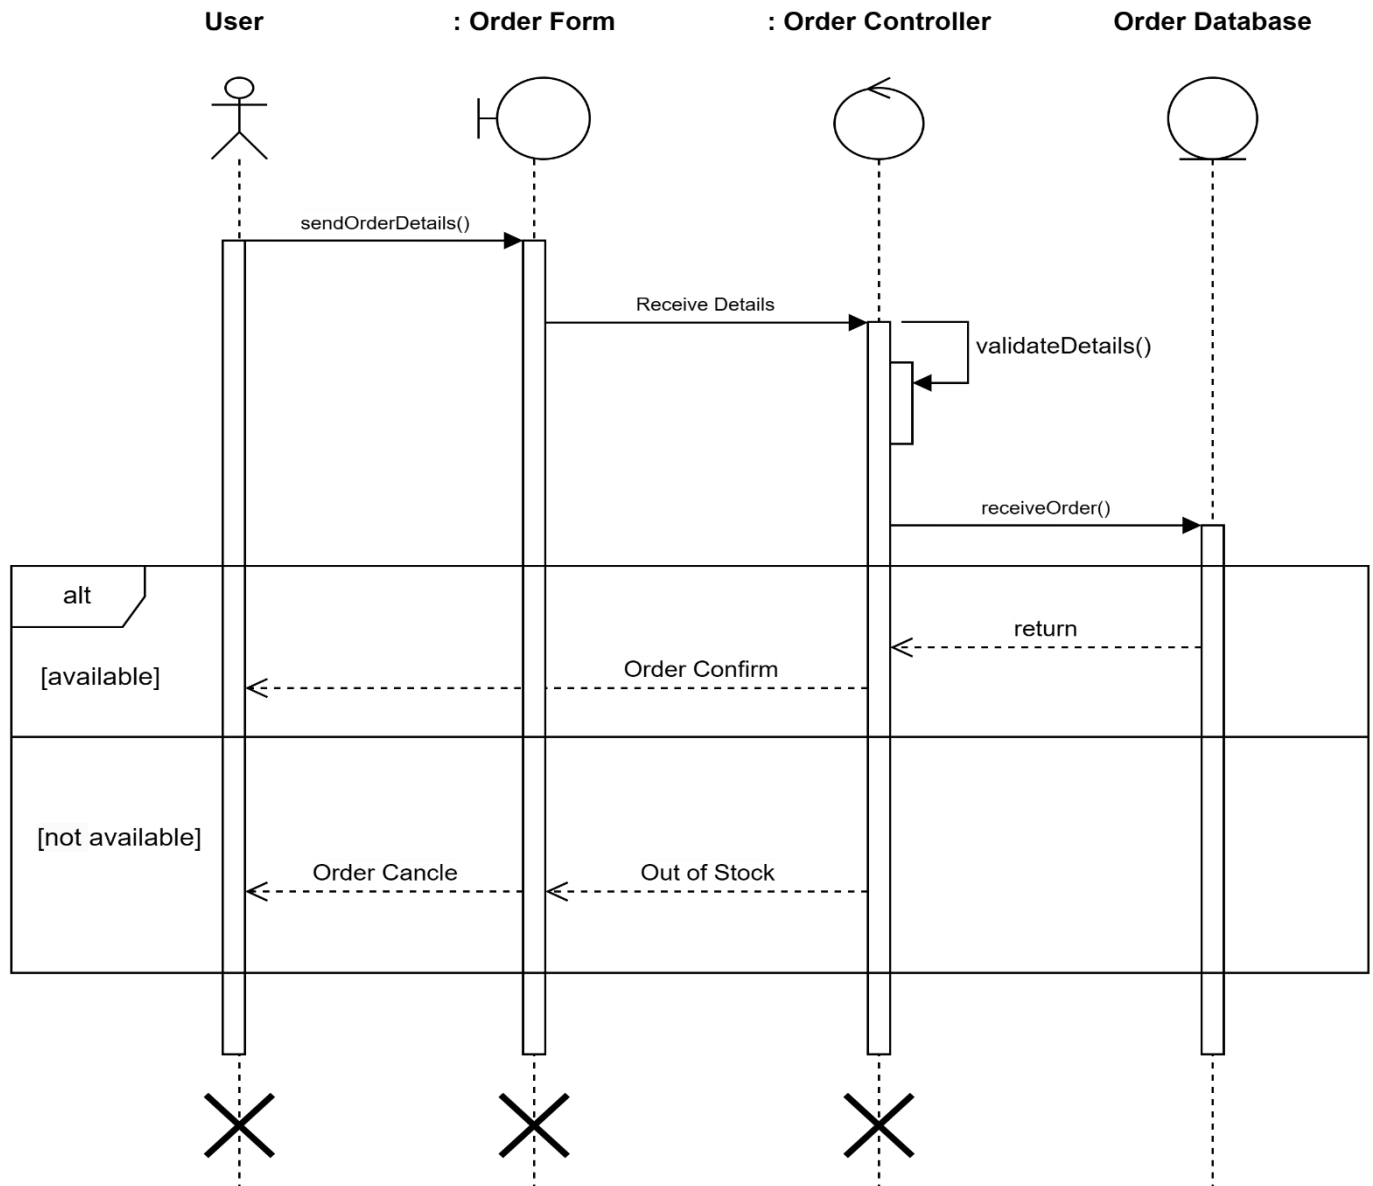 User
: Order Form
: Order Controller
Order Database
sendOrderDetails()
Receive Details
validateDetails()
receiveOrder()
alt
return
[available]
Order Confirm
[not available]
Order Cancle
Out of Stock